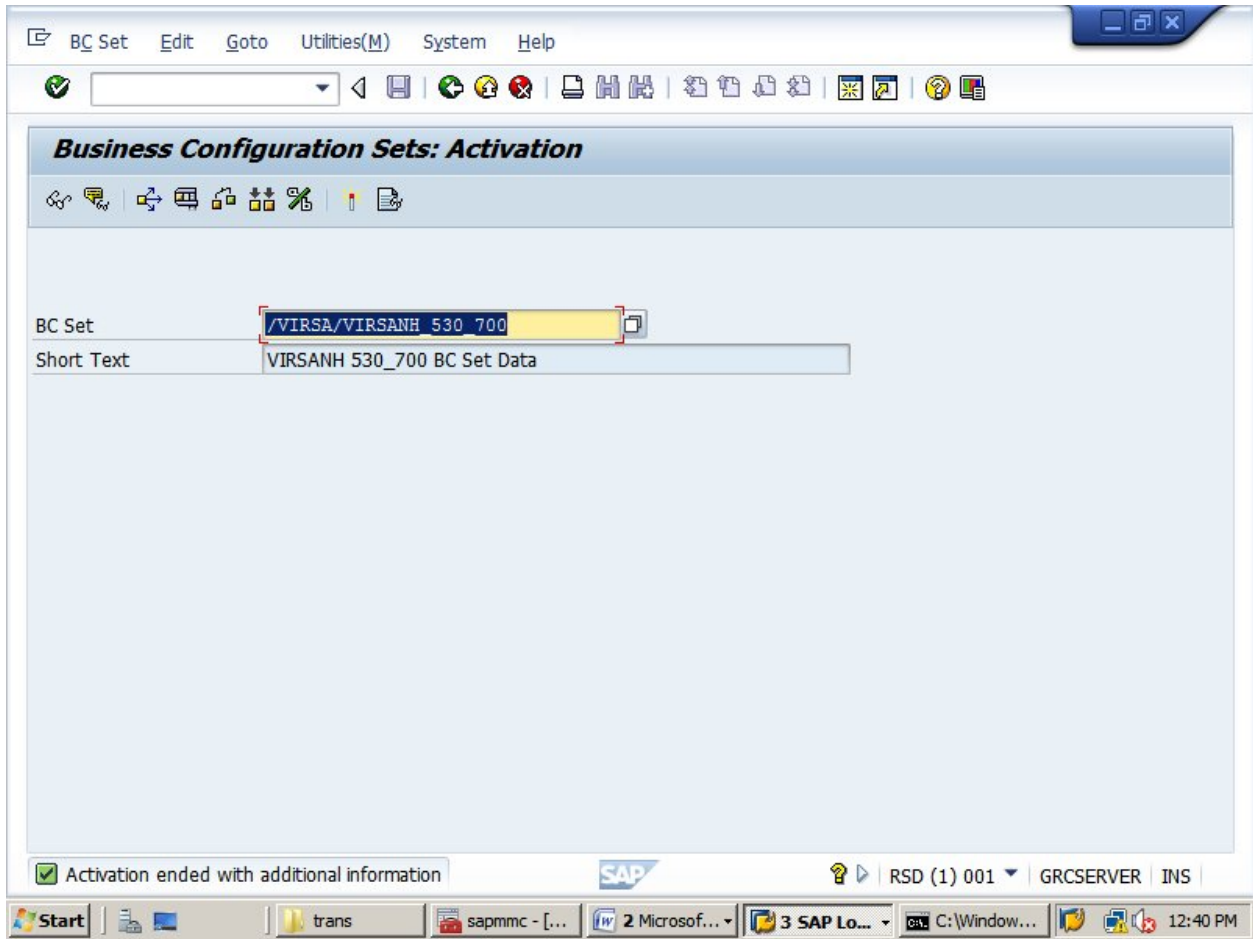 BC Set Edit Goto Utilities(M) System Help
Business Configuration Sets: Activation
BC Set /VIRSA/VIRSANH_530_700
Short Text VIRSANH 530_700 BC Set Data
Activation ended with additional information SAP RSD (1) 001 GRCSERVER INS
Start trans sapmmc - [... 2 Microsof... 3 SAP Lo... C:\Window... 12:40 PM